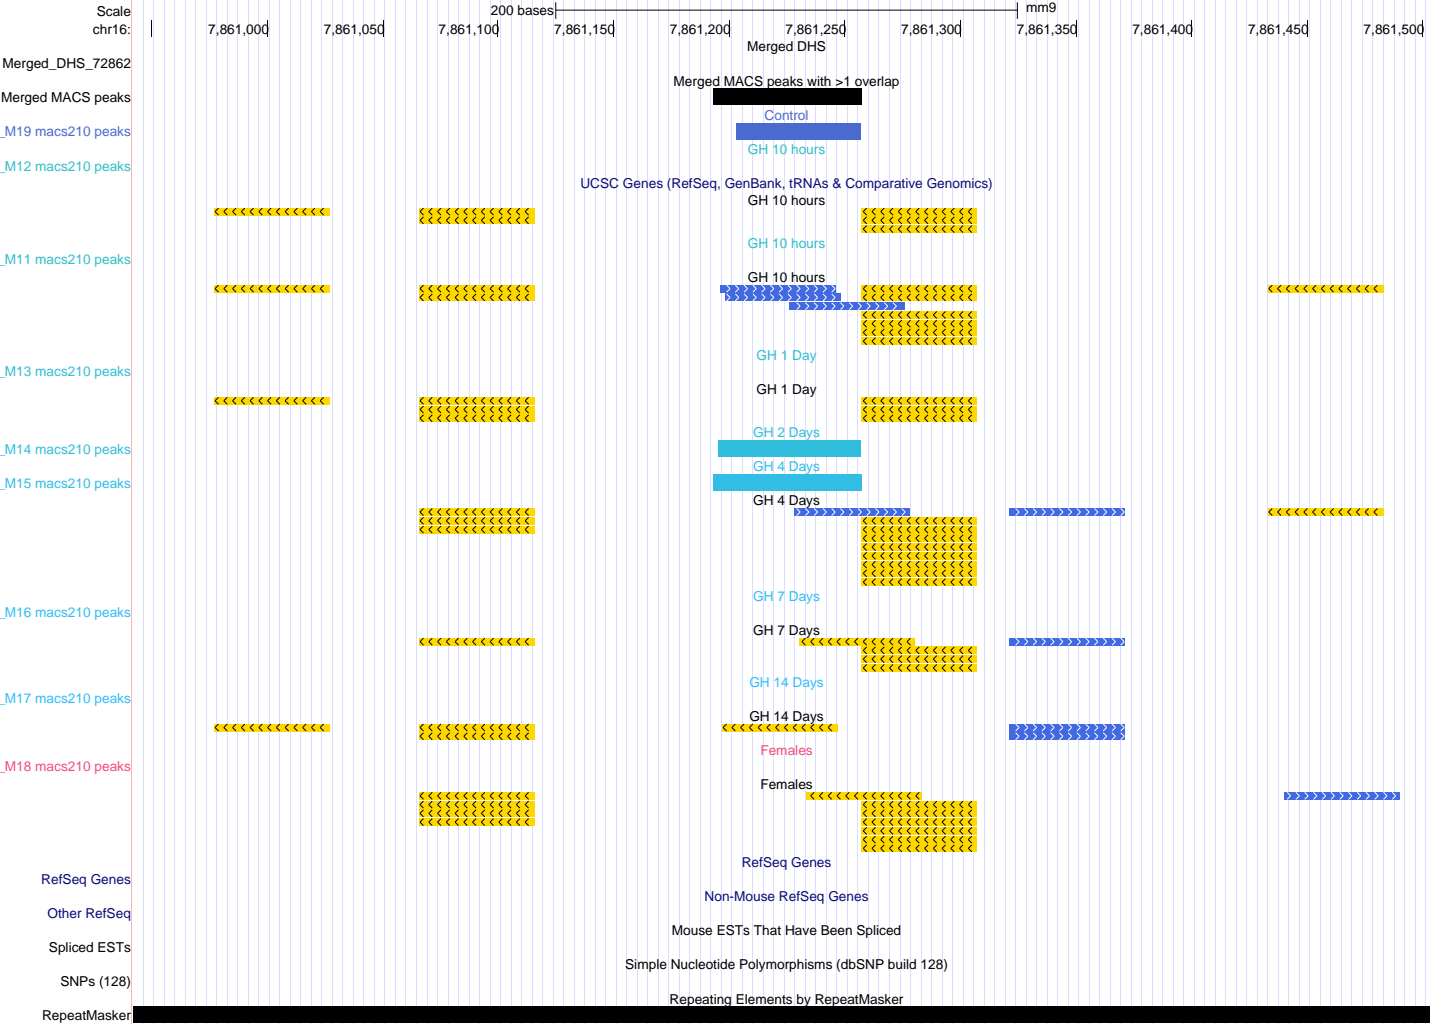 Scale 200 bases mm9
chr16: 7,861,000 7,861,050 7,861,100 7,861,150 7,861,200 7,861,250 7,861,300 7,861,350 7,861,400 7,861,450 7,861,500
Merged DHS
Merged_DHS_72862
Merged MACS peaks with >1 overlap
Merged MACS peaks
Control
_M19 macs210 peaks
GH 10 hours
_M12 macs210 peaks
UCSC Genes (RefSeq, GenBank, tRNAs & Comparative Genomics)
GH 10 hours
GH 10 hours
_M11 macs210 peaks
GH 10 hours
GH 1 Day
_M13 macs210 peaks
GH 1 Day
GH 2 Days
_M14 macs210 peaks
GH 4 Days
_M15 macs210 peaks
GH 4 Days
GH 7 Days
_M16 macs210 peaks
GH 7 Days
GH 14 Days
_M17 macs210 peaks
GH 14 Days
Females
_M18 macs210 peaks
Females
RefSeq Genes
RefSeq Genes
Non-Mouse RefSeq Genes
Other RefSeq
Mouse ESTs That Have Been Spliced
Spliced ESTs
Simple Nucleotide Polymorphisms (dbSNP build 128)
SNPs (128)
Repeating Elements by RepeatMasker
RepeatMasker